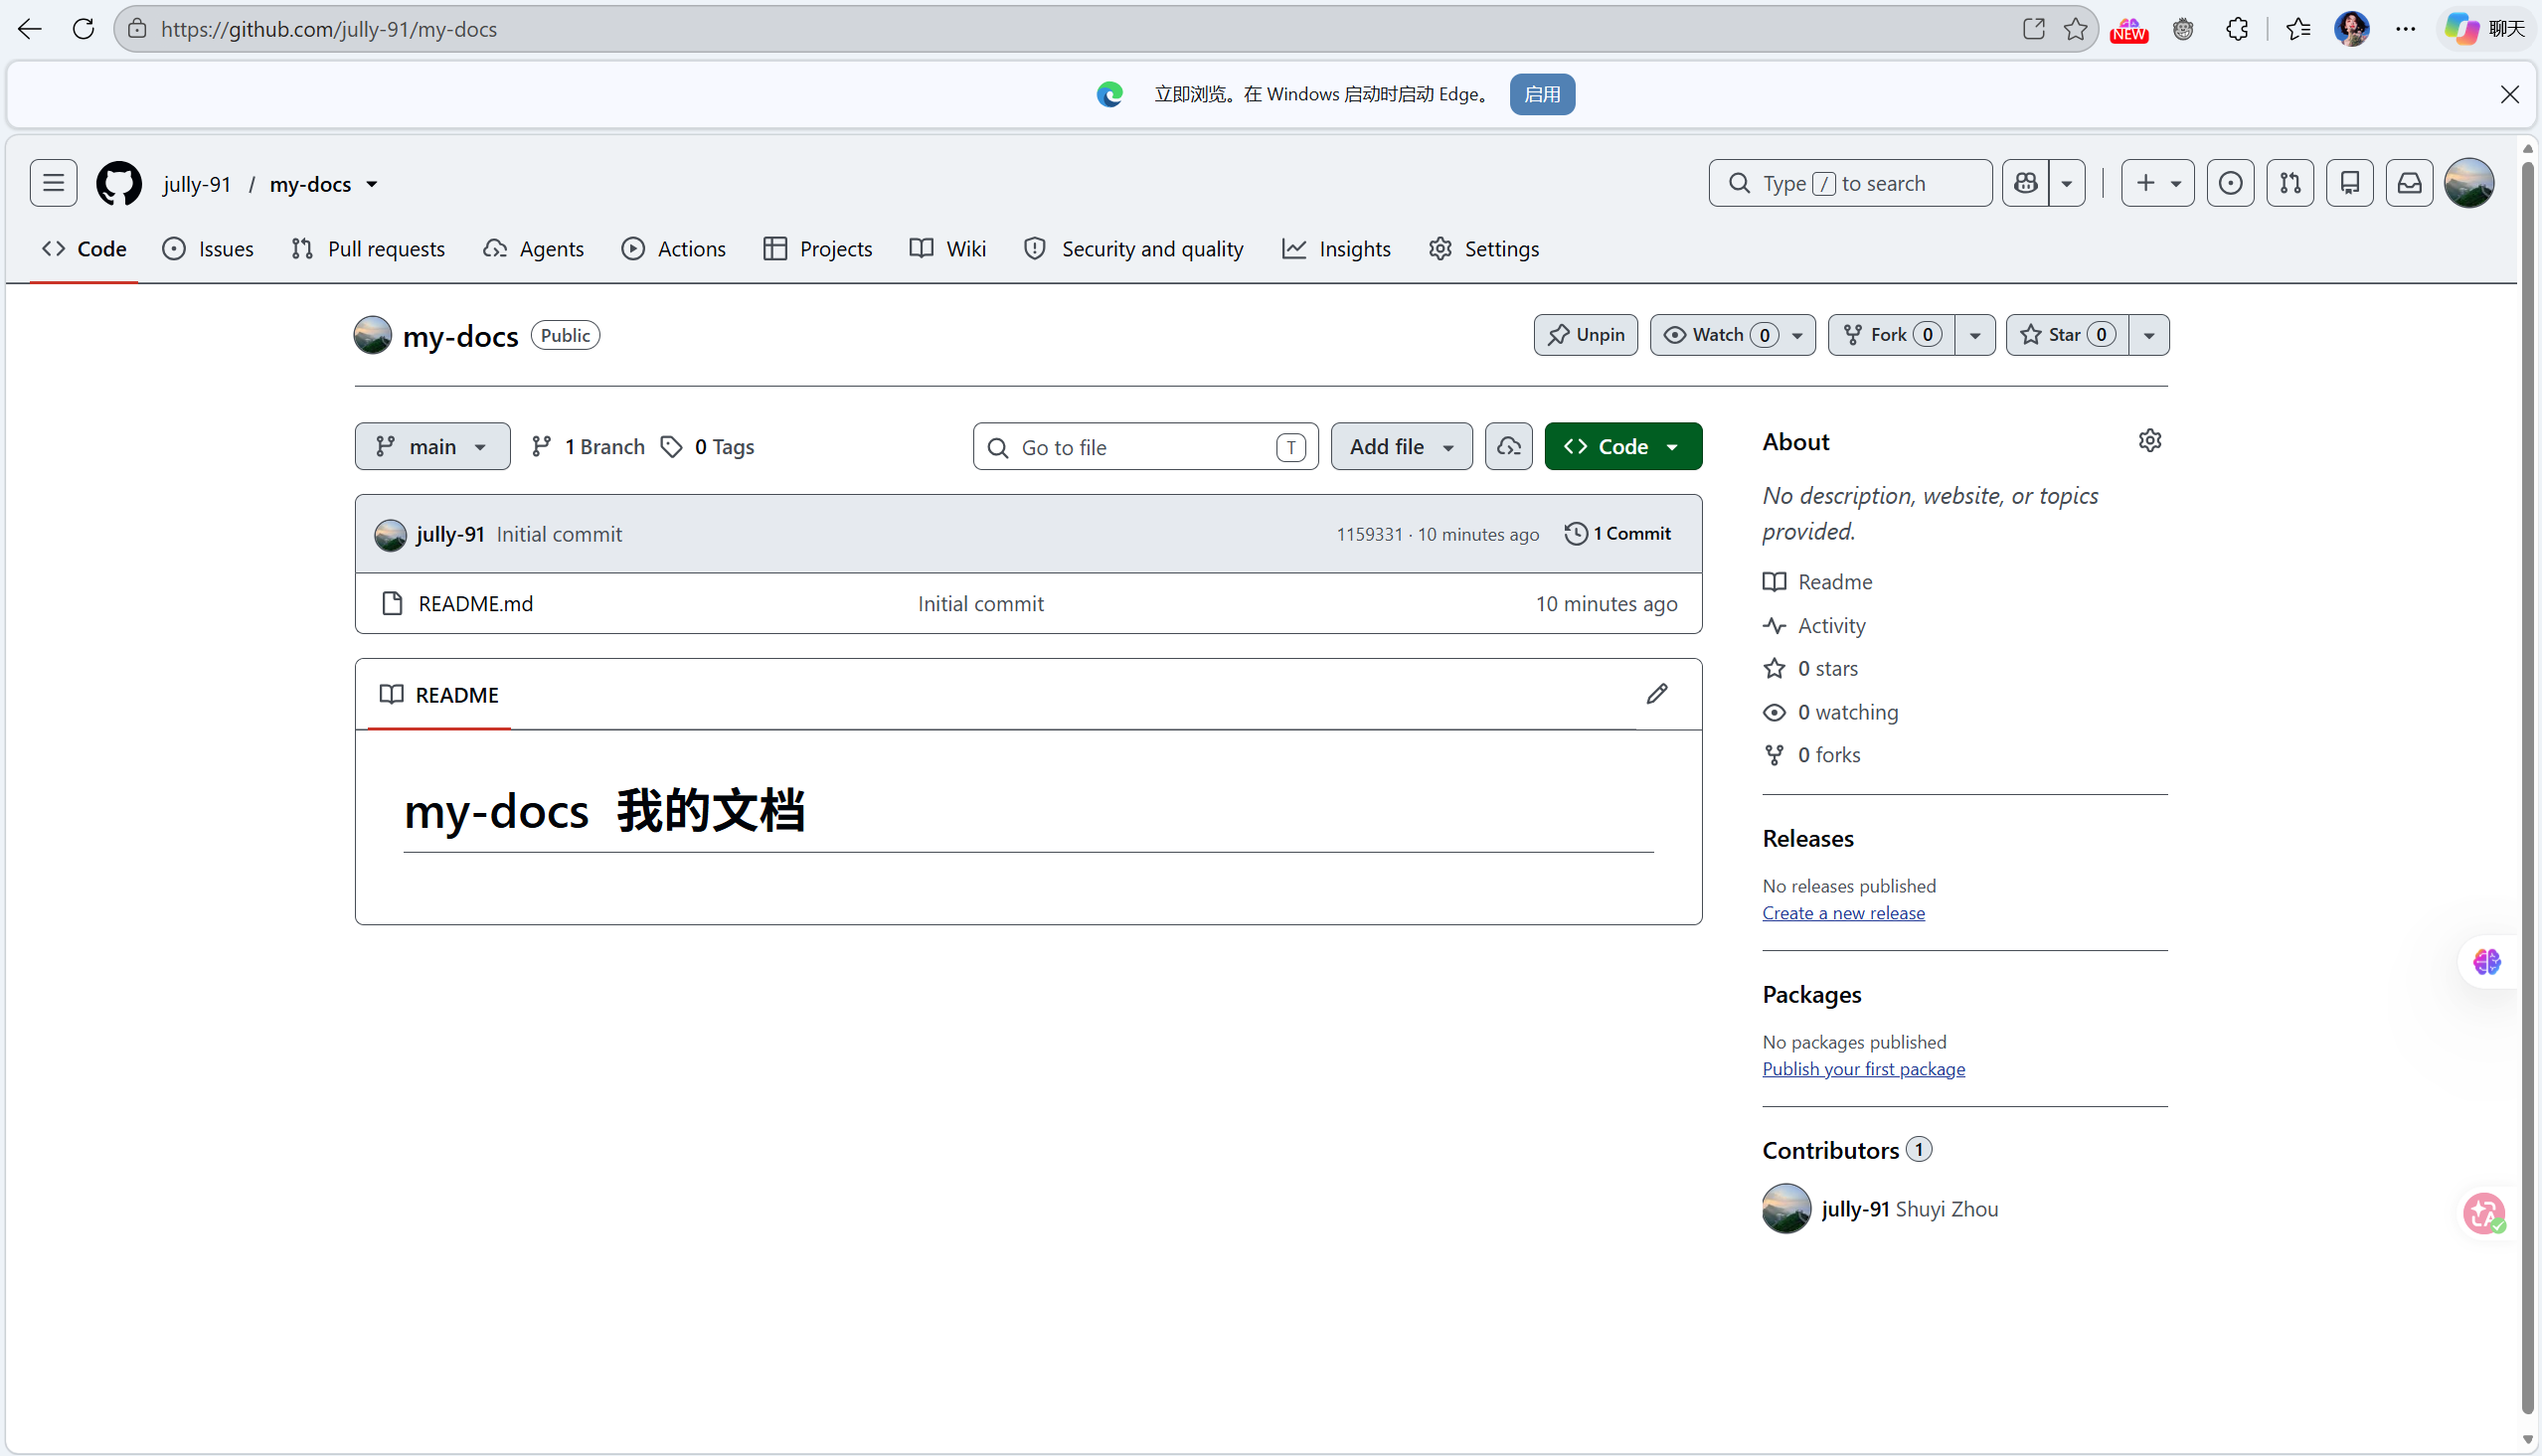 https://github.com/jully-91/my-docs
NEW
聊天
立即浏览。在 Windows 启动时启动 Edge。 启用
jully-91 / my-docs
Type / to search
Code Issues Pull requests Agents Actions Projects Wiki Security and quality Insights Settings
my-docs Public
Unpin Watch 0 Fork 0 Star 0
main 1 Branch 0 Tags
Go to file T Add file Code
jully-91 Initial commit 1159331 · 10 minutes ago 1 Commit
README.md Initial commit 10 minutes ago
README
my-docs 我的文档
About
No description, website, or topics
provided.
Readme
Activity
0 stars
0 watching
0 forks
Releases
No releases published
Create a new release
Packages
No packages published
Publish your first package
Contributors 1
jully-91 Shuyi Zhou